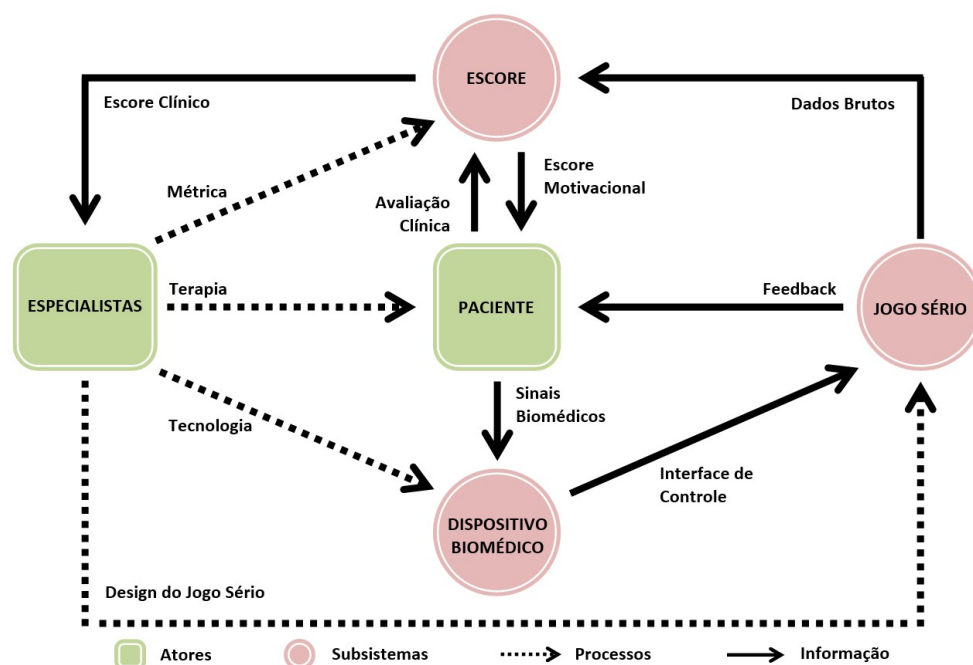 ESCORE
Escore Clínico
Dados Brutos
Métrica
Avaliação
Clínica
Escore
Motivacional
ESPECIALISTAS
Terapia
PACIENTE
Feedback
JOGO SÉRIO
Tecnologia
Sinais
Biomédicos
Interface de
Controle
DISPOSITIVO
BIOMÉDICO
Design do Jogo Sério
Atores
Subsistemas
Processos
Informação